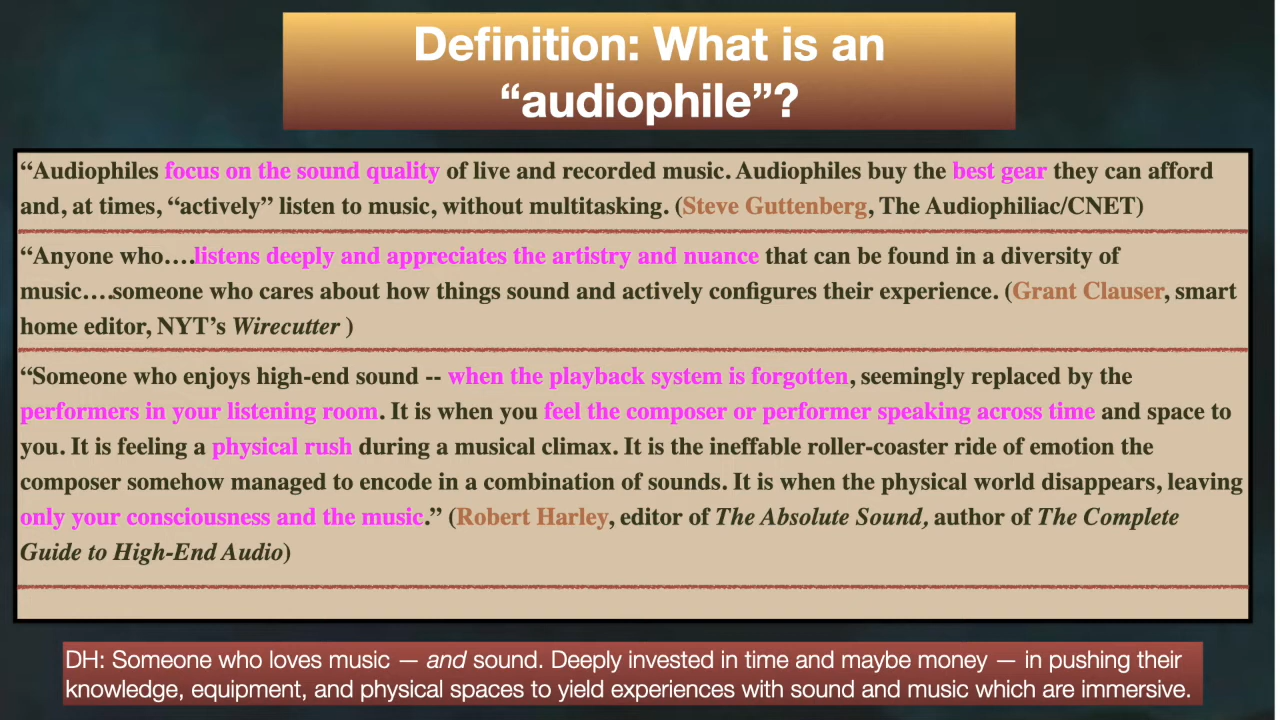 Definition: What is an
“audiophile”?
“Audiophiles focus on the sound quality of live and recorded music. Audiophiles buy the best gear they can afford
and, at times, “actively” listen to music, without multitasking. (Steve Guttenberg, The Audiophiliac/CNET)
“Anyone who….listens deeply and appreciates the artistry and nuance that can be found in a diversity of
music….someone who cares about how things sound and actively configures their experience. (Grant Clauser, smart
home editor, NYT’s Wirecutter )
“Someone who enjoys high-end sound -- when the playback system is forgotten, seemingly replaced by the
performers in your listening room. It is when you feel the composer or performer speaking across time and space to
you. It is feeling a physical rush during a musical climax. It is the ineffable roller-coaster ride of emotion the
composer somehow managed to encode in a combination of sounds. It is when the physical world disappears, leaving
only your consciousness and the music.” (Robert Harley, editor of The Absolute Sound, author of The Complete
Guide to High-End Audio)
DH: Someone who loves music — and sound. Deeply invested in time and maybe money — in pushing their
knowledge, equipment, and physical spaces to yield experiences with sound and music which are immersive.